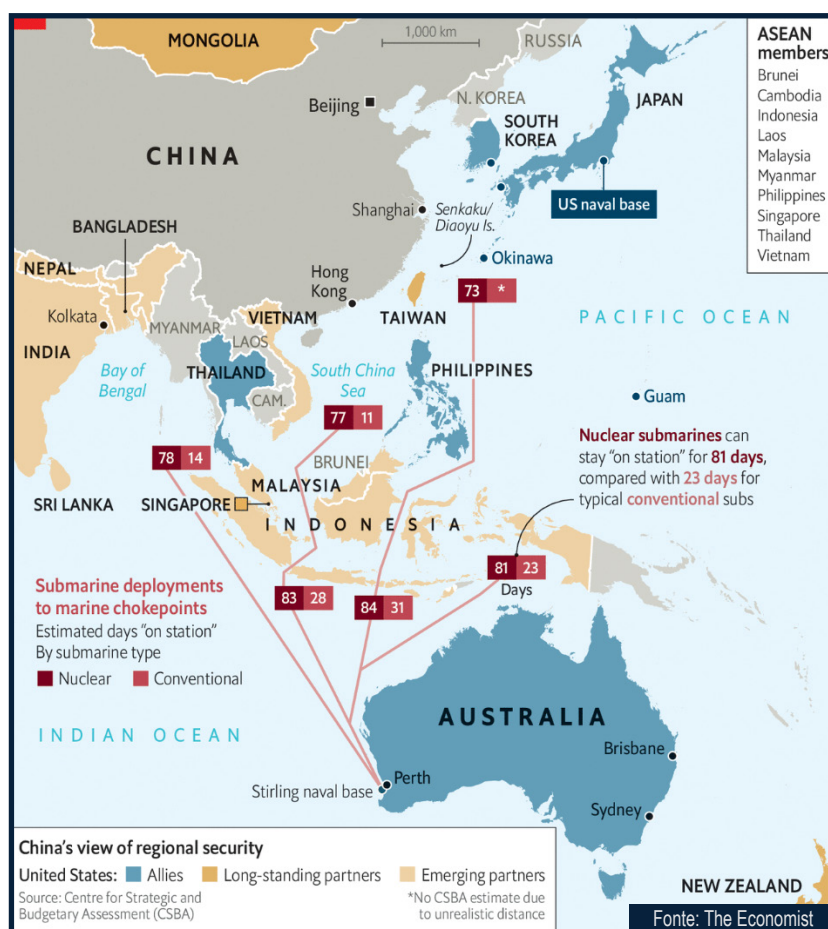 1,000 km
RUSSIA
MONGOLIA
ASEAN
members
Brunei
Cambodia
Indonesia
Laos
Malaysia
Myanmar
Philippines
Singapore
Thailand
Vietnam
N. KOREA
JAPAN
Beijing
SOUTH
KOREA
CHINA
US naval base
Shanghai
Senkaku/
Diaoyu Is.
BANGLADESH
NEPAL
Okinawa
Hong
Kong
73 *
Kolkata
VIETNAM
TAIWAN
PACIFIC OCEAN
MYANMAR
LAOS
INDIA
Bay of
Bengal
THAILAND
South China
Sea
PHILIPPINES
CAM.
Guam
77 11
Nuclear submarines can
stay "on station" for 81 days,
compared with 23 days for
typical conventional subs
78 14
BRUNEI
MALAYSIA
SRI LANKA
SINGAPORE
INDONESIA
81 23
Days
Submarine deployments
to marine chokepoints
Estimated days "on station"
By submarine type
Nuclear Conventional
83 28
84 31
AUSTRALIA
INDIAN OCEAN
Brisbane
Perth
Stirling naval base
Sydney
China's view of regional security
United States: Allies Long-standing partners Emerging partners
Source: Centre for Strategic and
Budgetary Assessment (CSBA)
*No CSBA estimate due
to unrealistic distance
NEW ZEALAND
Fonte: The Economist